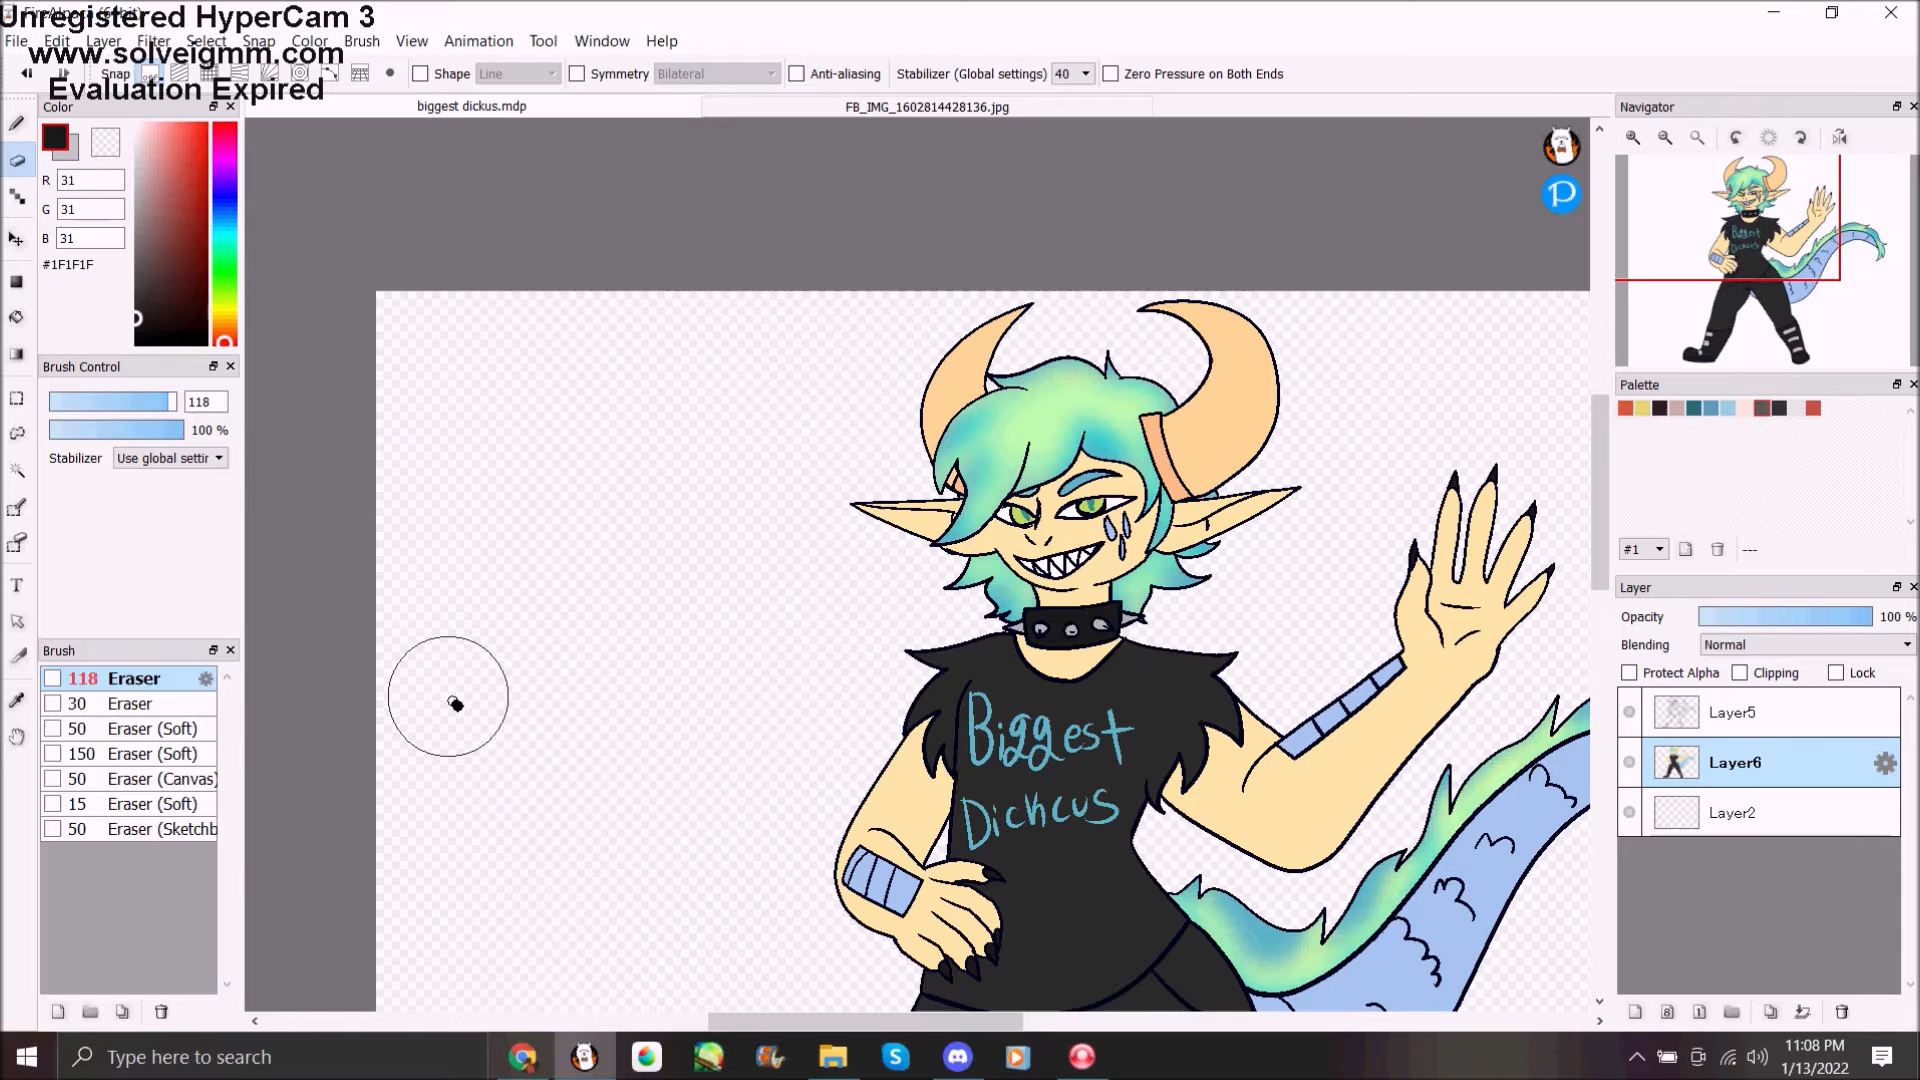 Unregistered HyperCam 3
www.solveigmm.com
Evaluation Expired
File Edit Layer Filter Select Snap Color Brush View Animation Tool Window Help
Snap Shape Line Symmetry Bilateral Anti-aliasing Stabilizer (Global settings) 40 Zero Pressure on Both Ends
Color
biggest dickus.mdp
FB_IMG_1602814428136.jpg
Navigator
R 31
G 31
B 31
#1F1F1F
Brush Control
118
100 %
Stabilizer Use global settir
Palette
#1 ---
Layer
Opacity 100 %
Blending Normal
Protect Alpha Clipping Lock
Layer5
Layer6
Layer2
Brush
118 Eraser
30 Eraser
50 Eraser (Soft)
150 Eraser (Soft)
50 Eraser (Canvas)
15 Eraser (Soft)
50 Eraser (Sketchb
Biggest
Dickcus
Type here to search
11:08 PM
1/13/2022